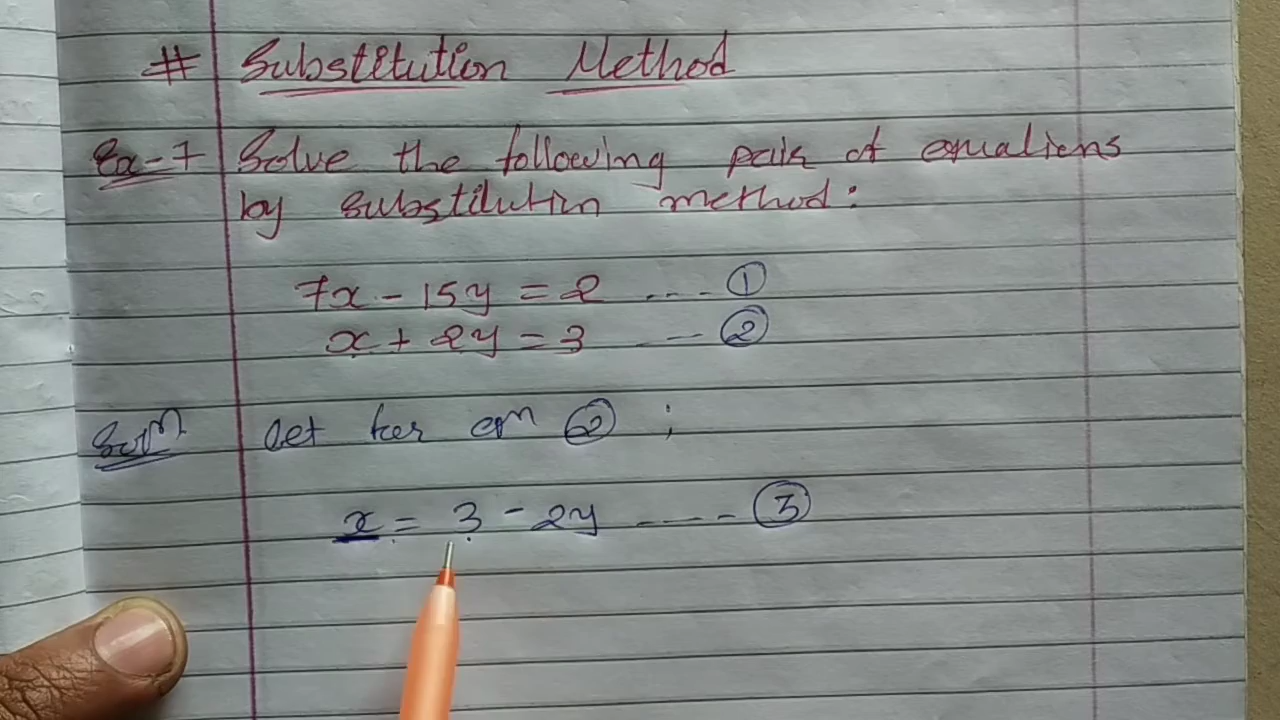 # Substitution Method
Ex-7 Solve the following pair of equations
by substitution method:
7x - 15y = 2 ---- ①
x + 2y = 3 --- ②
Solⁿ Let ker eqn ② ;
x = 3 - 2y ---- ③